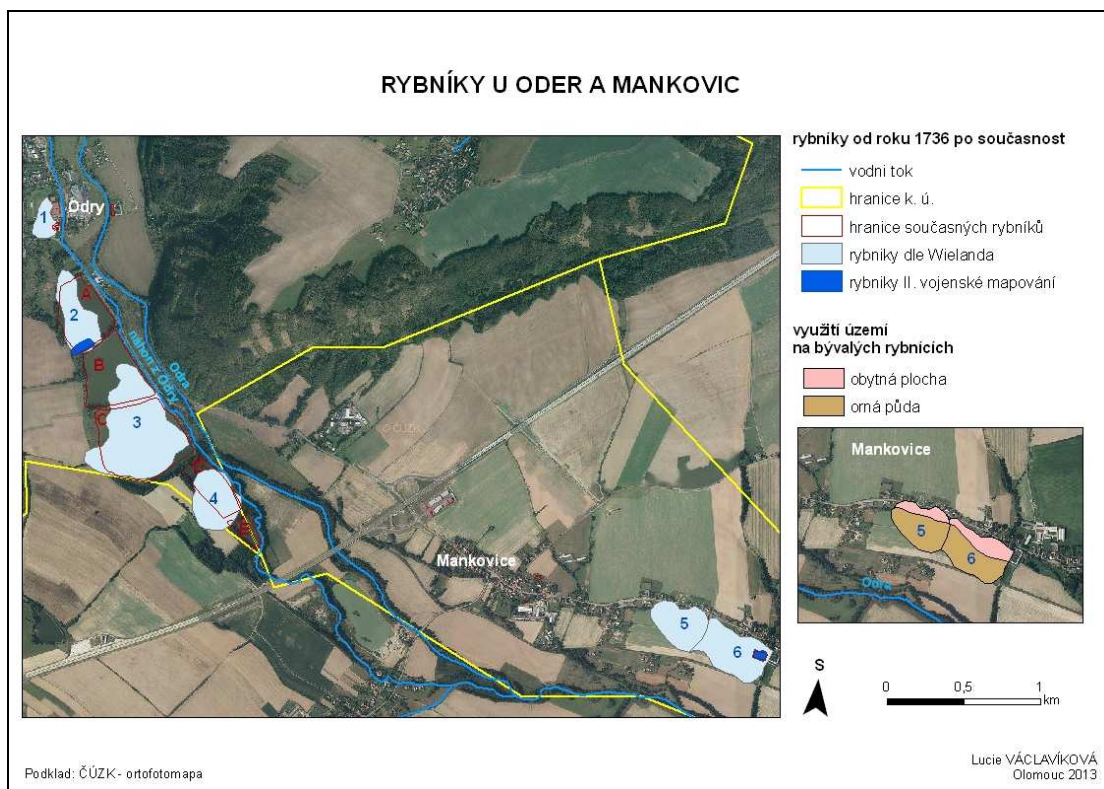 RYBNÍKY U ODER A MANKOVIC
rybníky od roku 1736 po současnost
vodní tok
hranice k. ú.
hranice současných rybníků
rybníky dle Wielanda
rybníky II. vojenské mapování
využití území
na bývalých rybnících
obytná plocha
orná půda
Odry
1
2
A
B
C
3
4
náhon z Odry
Odra
© ČÚZK
Mankovice
5
6
Mankovice
5
6
Odra
S
0 0,5 1
km
Podklad: ČÚZK - ortofotomapa
Lucie VÁCLAVÍKOVÁ
Olomouc 2013